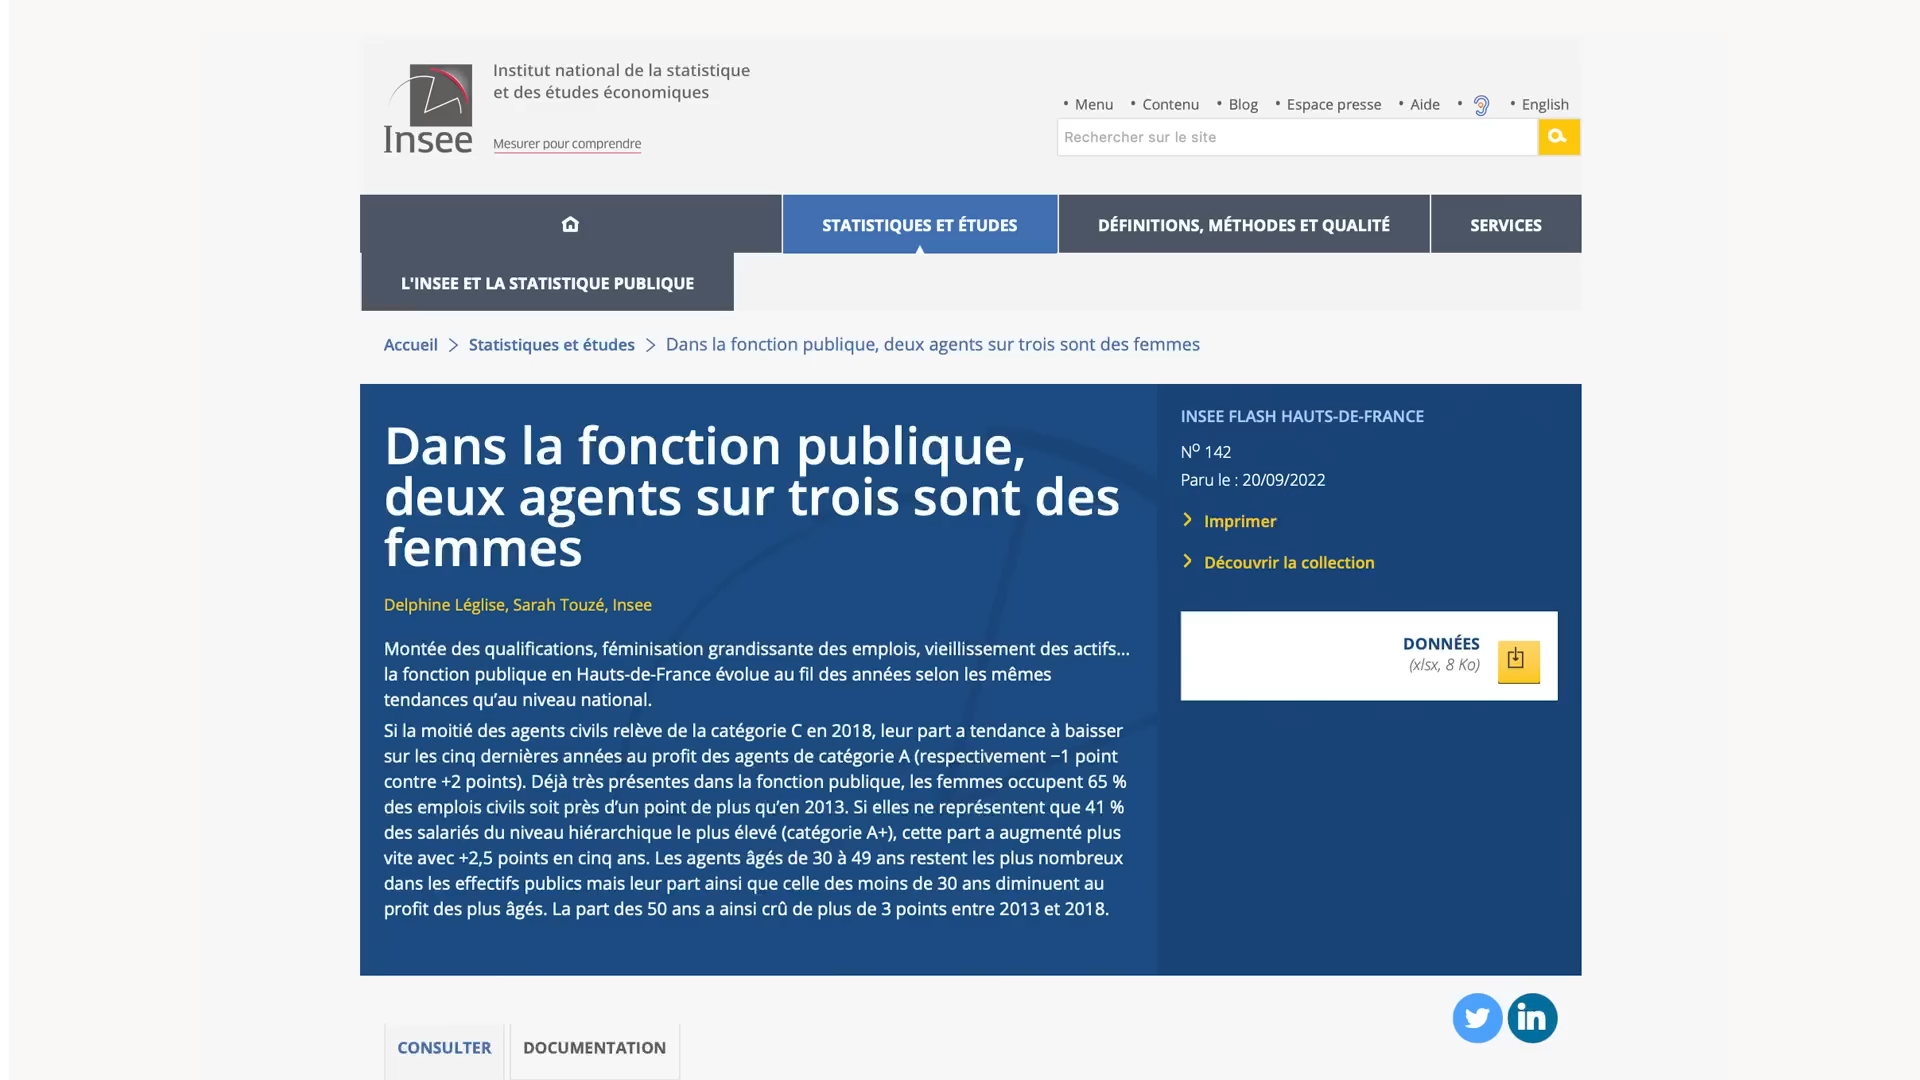 Institut national de la statistique
et des études économiques
Insee
Mesurer pour comprendre
• Menu • Contenu • Blog • Espace presse • Aide • • English
Rechercher sur le site
STATISTIQUES ET ÉTUDES
DÉFINITIONS, MÉTHODES ET QUALITÉ
SERVICES
L'INSEE ET LA STATISTIQUE PUBLIQUE
Accueil > Statistiques et études > Dans la fonction publique, deux agents sur trois sont des femmes
Dans la fonction publique,
deux agents sur trois sont des
femmes
Delphine Léglise, Sarah Touzé, Insee
Montée des qualifications, féminisation grandissante des emplois, vieillissement des actifs…
la fonction publique en Hauts-de-France évolue au fil des années selon les mêmes
tendances qu’au niveau national.
Si la moitié des agents civils relève de la catégorie C en 2018, leur part a tendance à baisser
sur les cinq dernières années au profit des agents de catégorie A (respectivement −1 point
contre +2 points). Déjà très présentes dans la fonction publique, les femmes occupent 65 %
des emplois civils soit près d’un point de plus qu’en 2013. Si elles ne représentent que 41 %
des salariés du niveau hiérarchique le plus élevé (catégorie A+), cette part a augmenté plus
vite avec +2,5 points en cinq ans. Les agents âgés de 30 à 49 ans restent les plus nombreux
dans les effectifs publics mais leur part ainsi que celle des moins de 30 ans diminuent au
profit des plus âgés. La part des 50 ans a ainsi crû de plus de 3 points entre 2013 et 2018.
INSEE FLASH HAUTS-DE-FRANCE
Nº 142
Paru le : 20/09/2022
Imprimer
Découvrir la collection
DONNÉES
(xlsx, 8 Ko)
in
CONSULTER
DOCUMENTATION